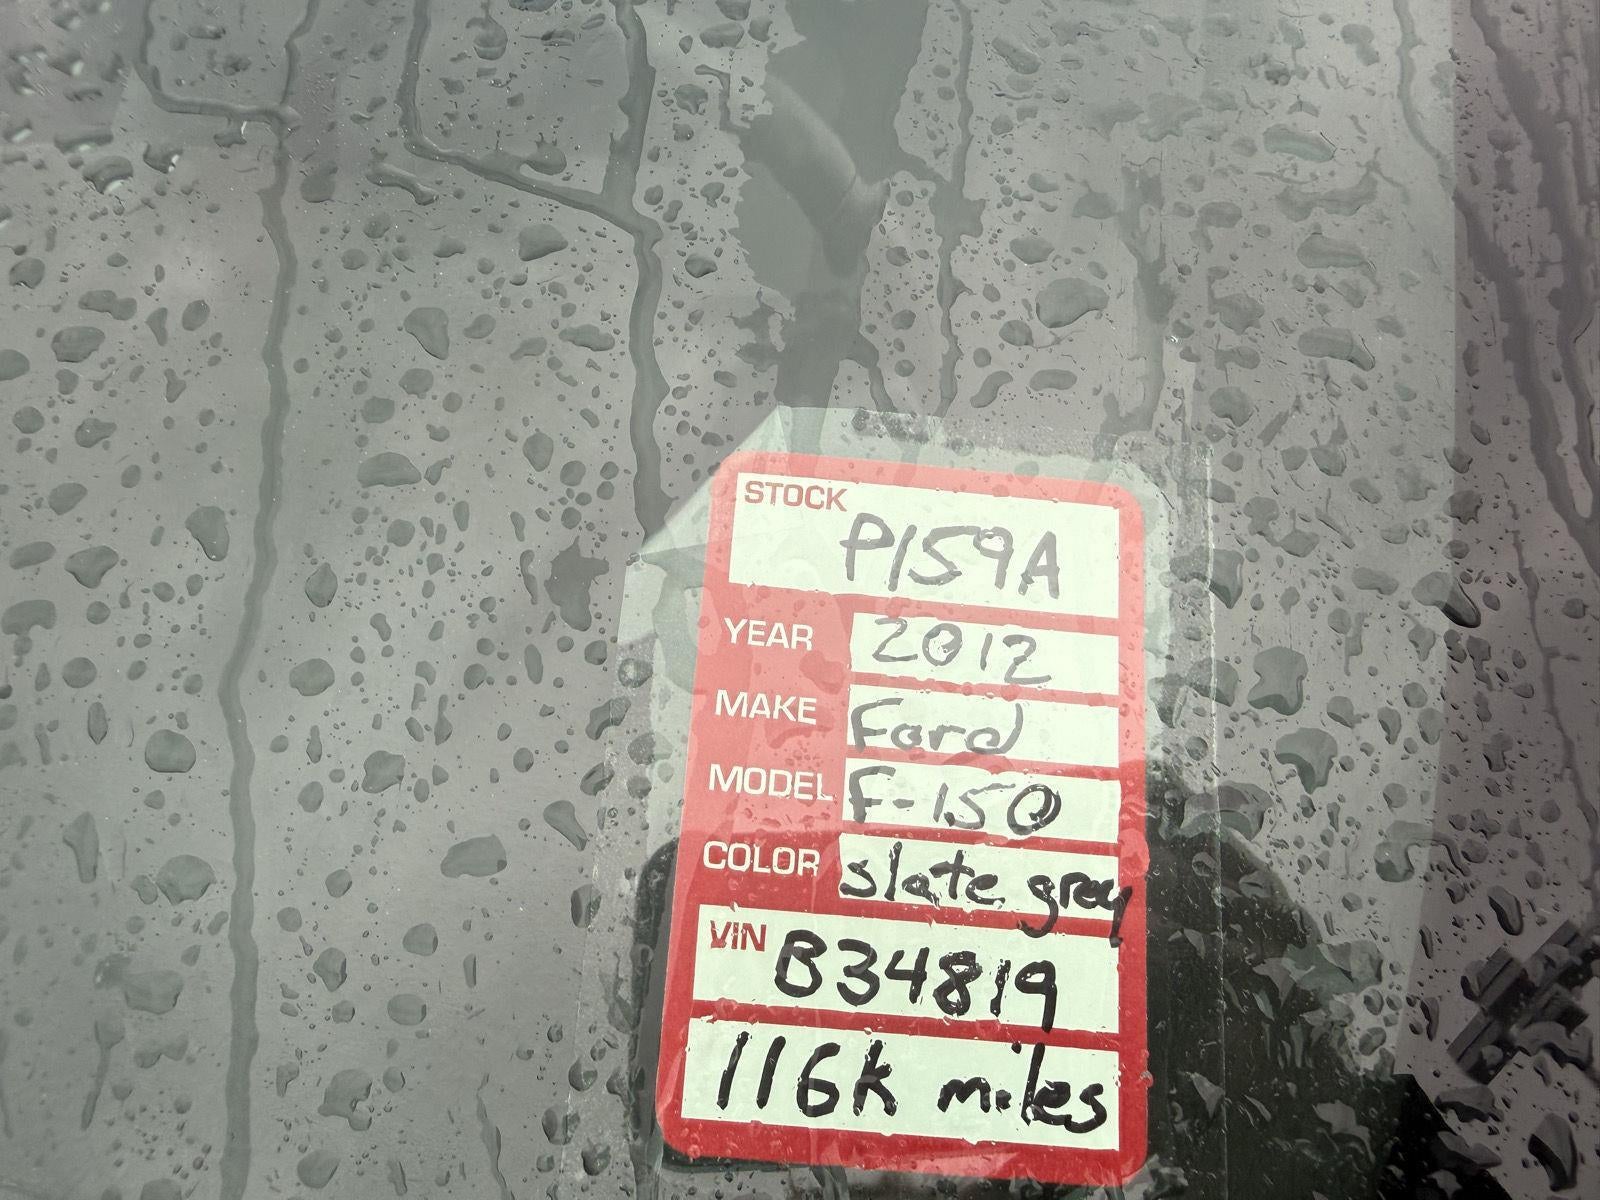 STOCK P159A
YEAR 2012
MAKE Ford
MODEL F-150
COLOR slate grey
VIN B34819
116K miles